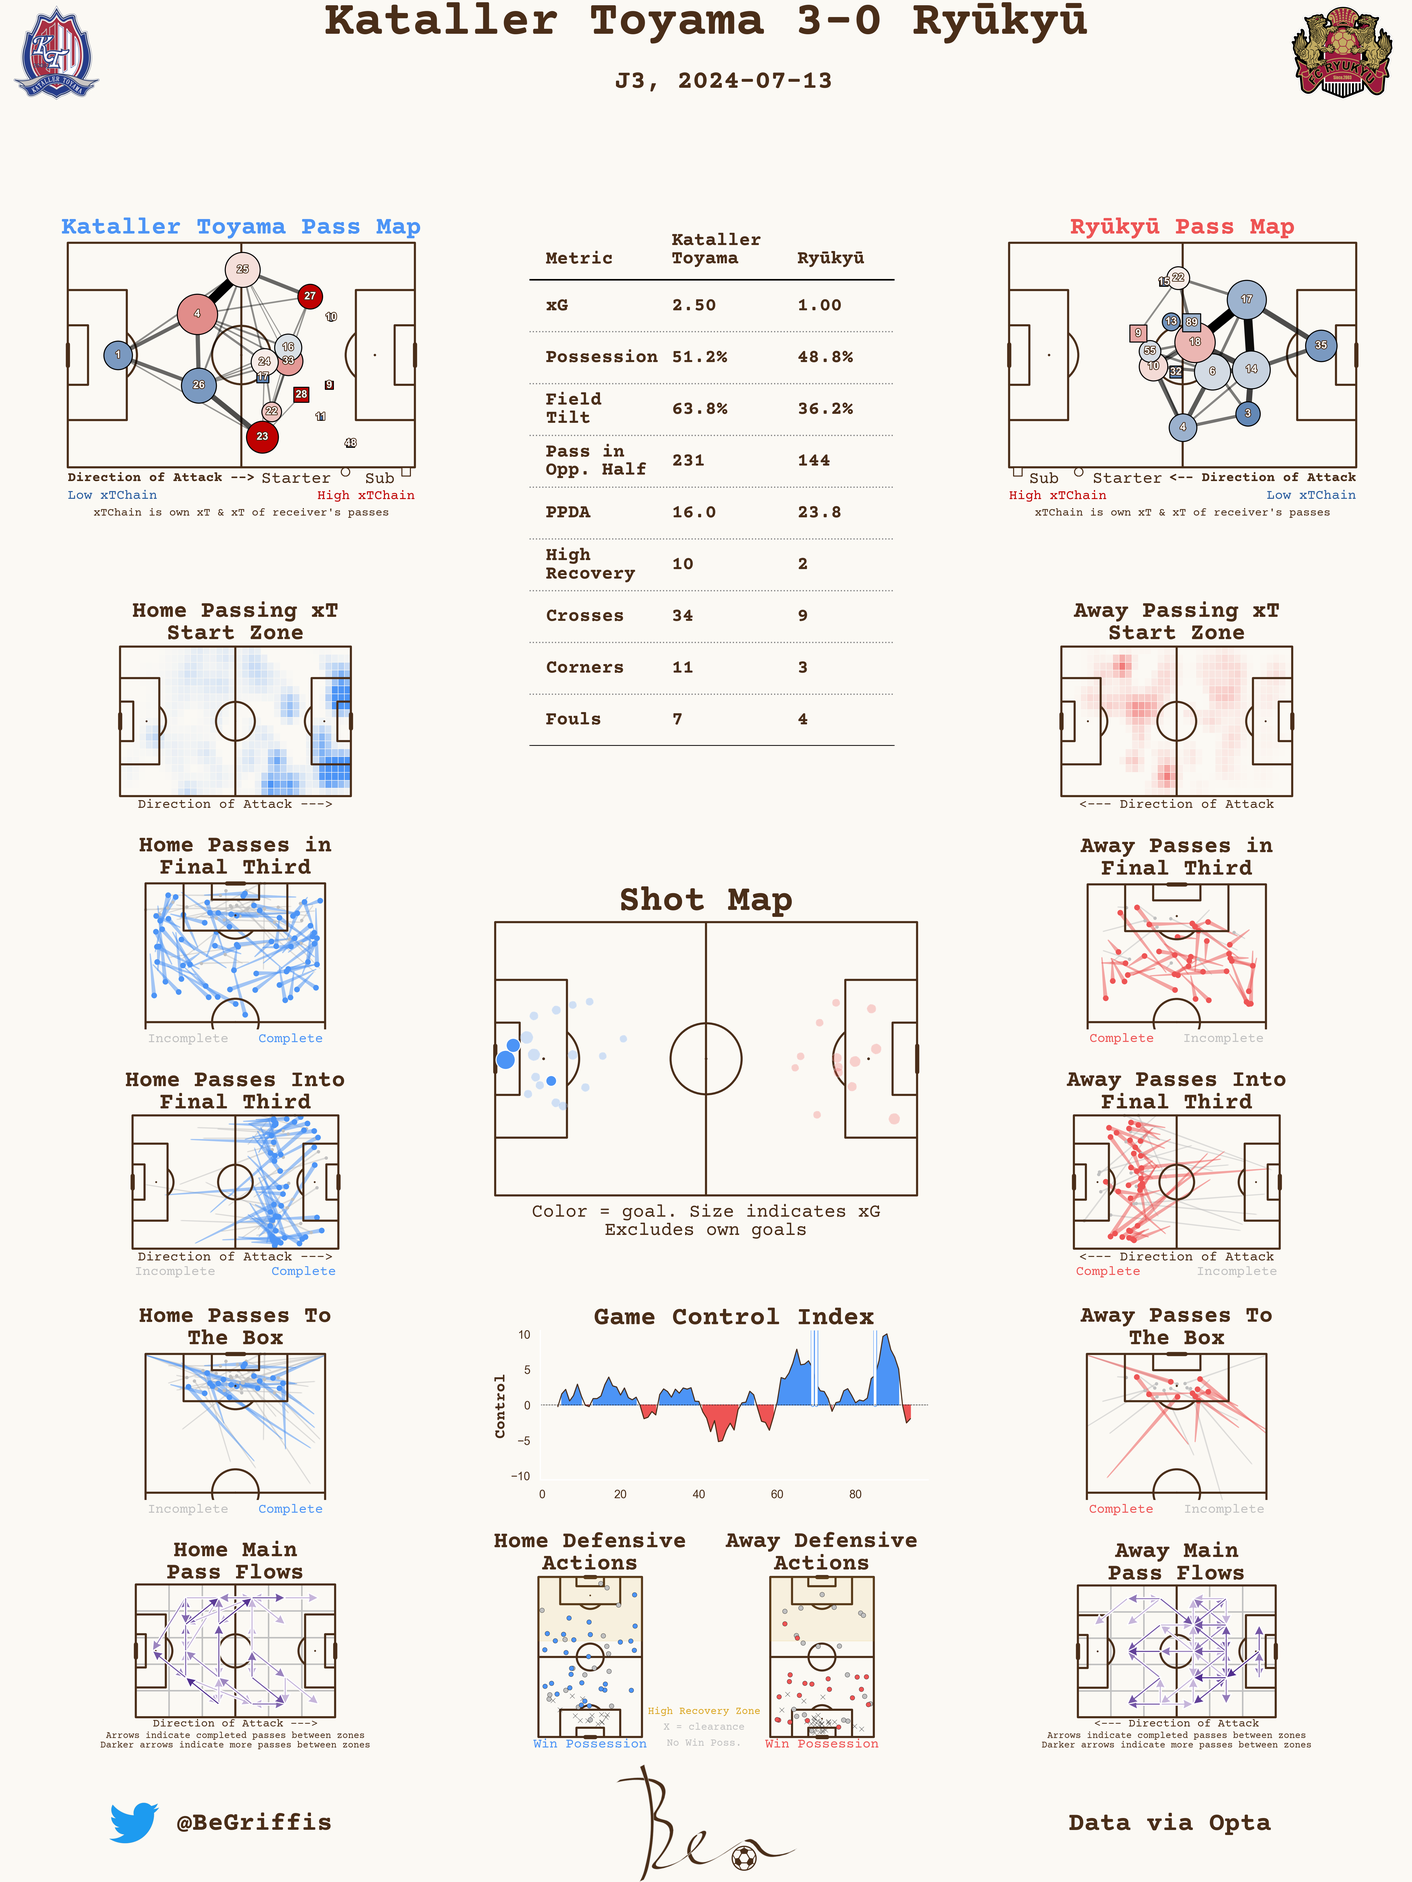 Kataller Toyama 3-0 Ryūkyū
J3, 2024-07-13
KT
KATALLER TOYAMA
FC RYUKYU
Since 2003
Kataller Toyama Pass Map
25
27
4
10
16
1
24
33
17
26
9
28
22
11
23
48
Direction of Attack --> Starter Sub
Low xTChain High xTChain
xTChain is own xT & xT of receiver's passes
Metric Kataller Toyama Ryūkyū
xG 2.50 1.00
Possession 51.2% 48.8%
Field Tilt 63.8% 36.2%
Pass in Opp. Half 231 144
PPDA 16.0 23.8
High Recovery 10 2
Crosses 34 9
Corners 11 3
Fouls 7 4
Ryūkyū Pass Map
15 22
17
13 89
9
18
35
55
10
32
6
14
3
4
Sub Starter <-- Direction of Attack
High xTChain Low xTChain
xTChain is own xT & xT of receiver's passes
Home Passing xT
Start Zone
Direction of Attack --->
Away Passing xT
Start Zone
<--- Direction of Attack
Home Passes in
Final Third
Incomplete Complete
Away Passes in
Final Third
Complete Incomplete
Shot Map
Color = goal. Size indicates xG
Excludes own goals
Home Passes Into
Final Third
Direction of Attack --->
Incomplete Complete
Away Passes Into
Final Third
<--- Direction of Attack
Complete Incomplete
Home Passes To
The Box
Incomplete Complete
Game Control Index
Control
10
5
0
−5
−10
0 20 40 60 80
Away Passes To
The Box
Complete Incomplete
Home Main
Pass Flows
Direction of Attack --->
Arrows indicate completed passes between zones
Darker arrows indicate more passes between zones
Home Defensive
Actions
Win Possession
High Recovery Zone
X = clearance
No Win Poss.
Away Defensive
Actions
Win Possession
Away Main
Pass Flows
<--- Direction of Attack
Arrows indicate completed passes between zones
Darker arrows indicate more passes between zones
@BeGriffis
Ben
Data via Opta